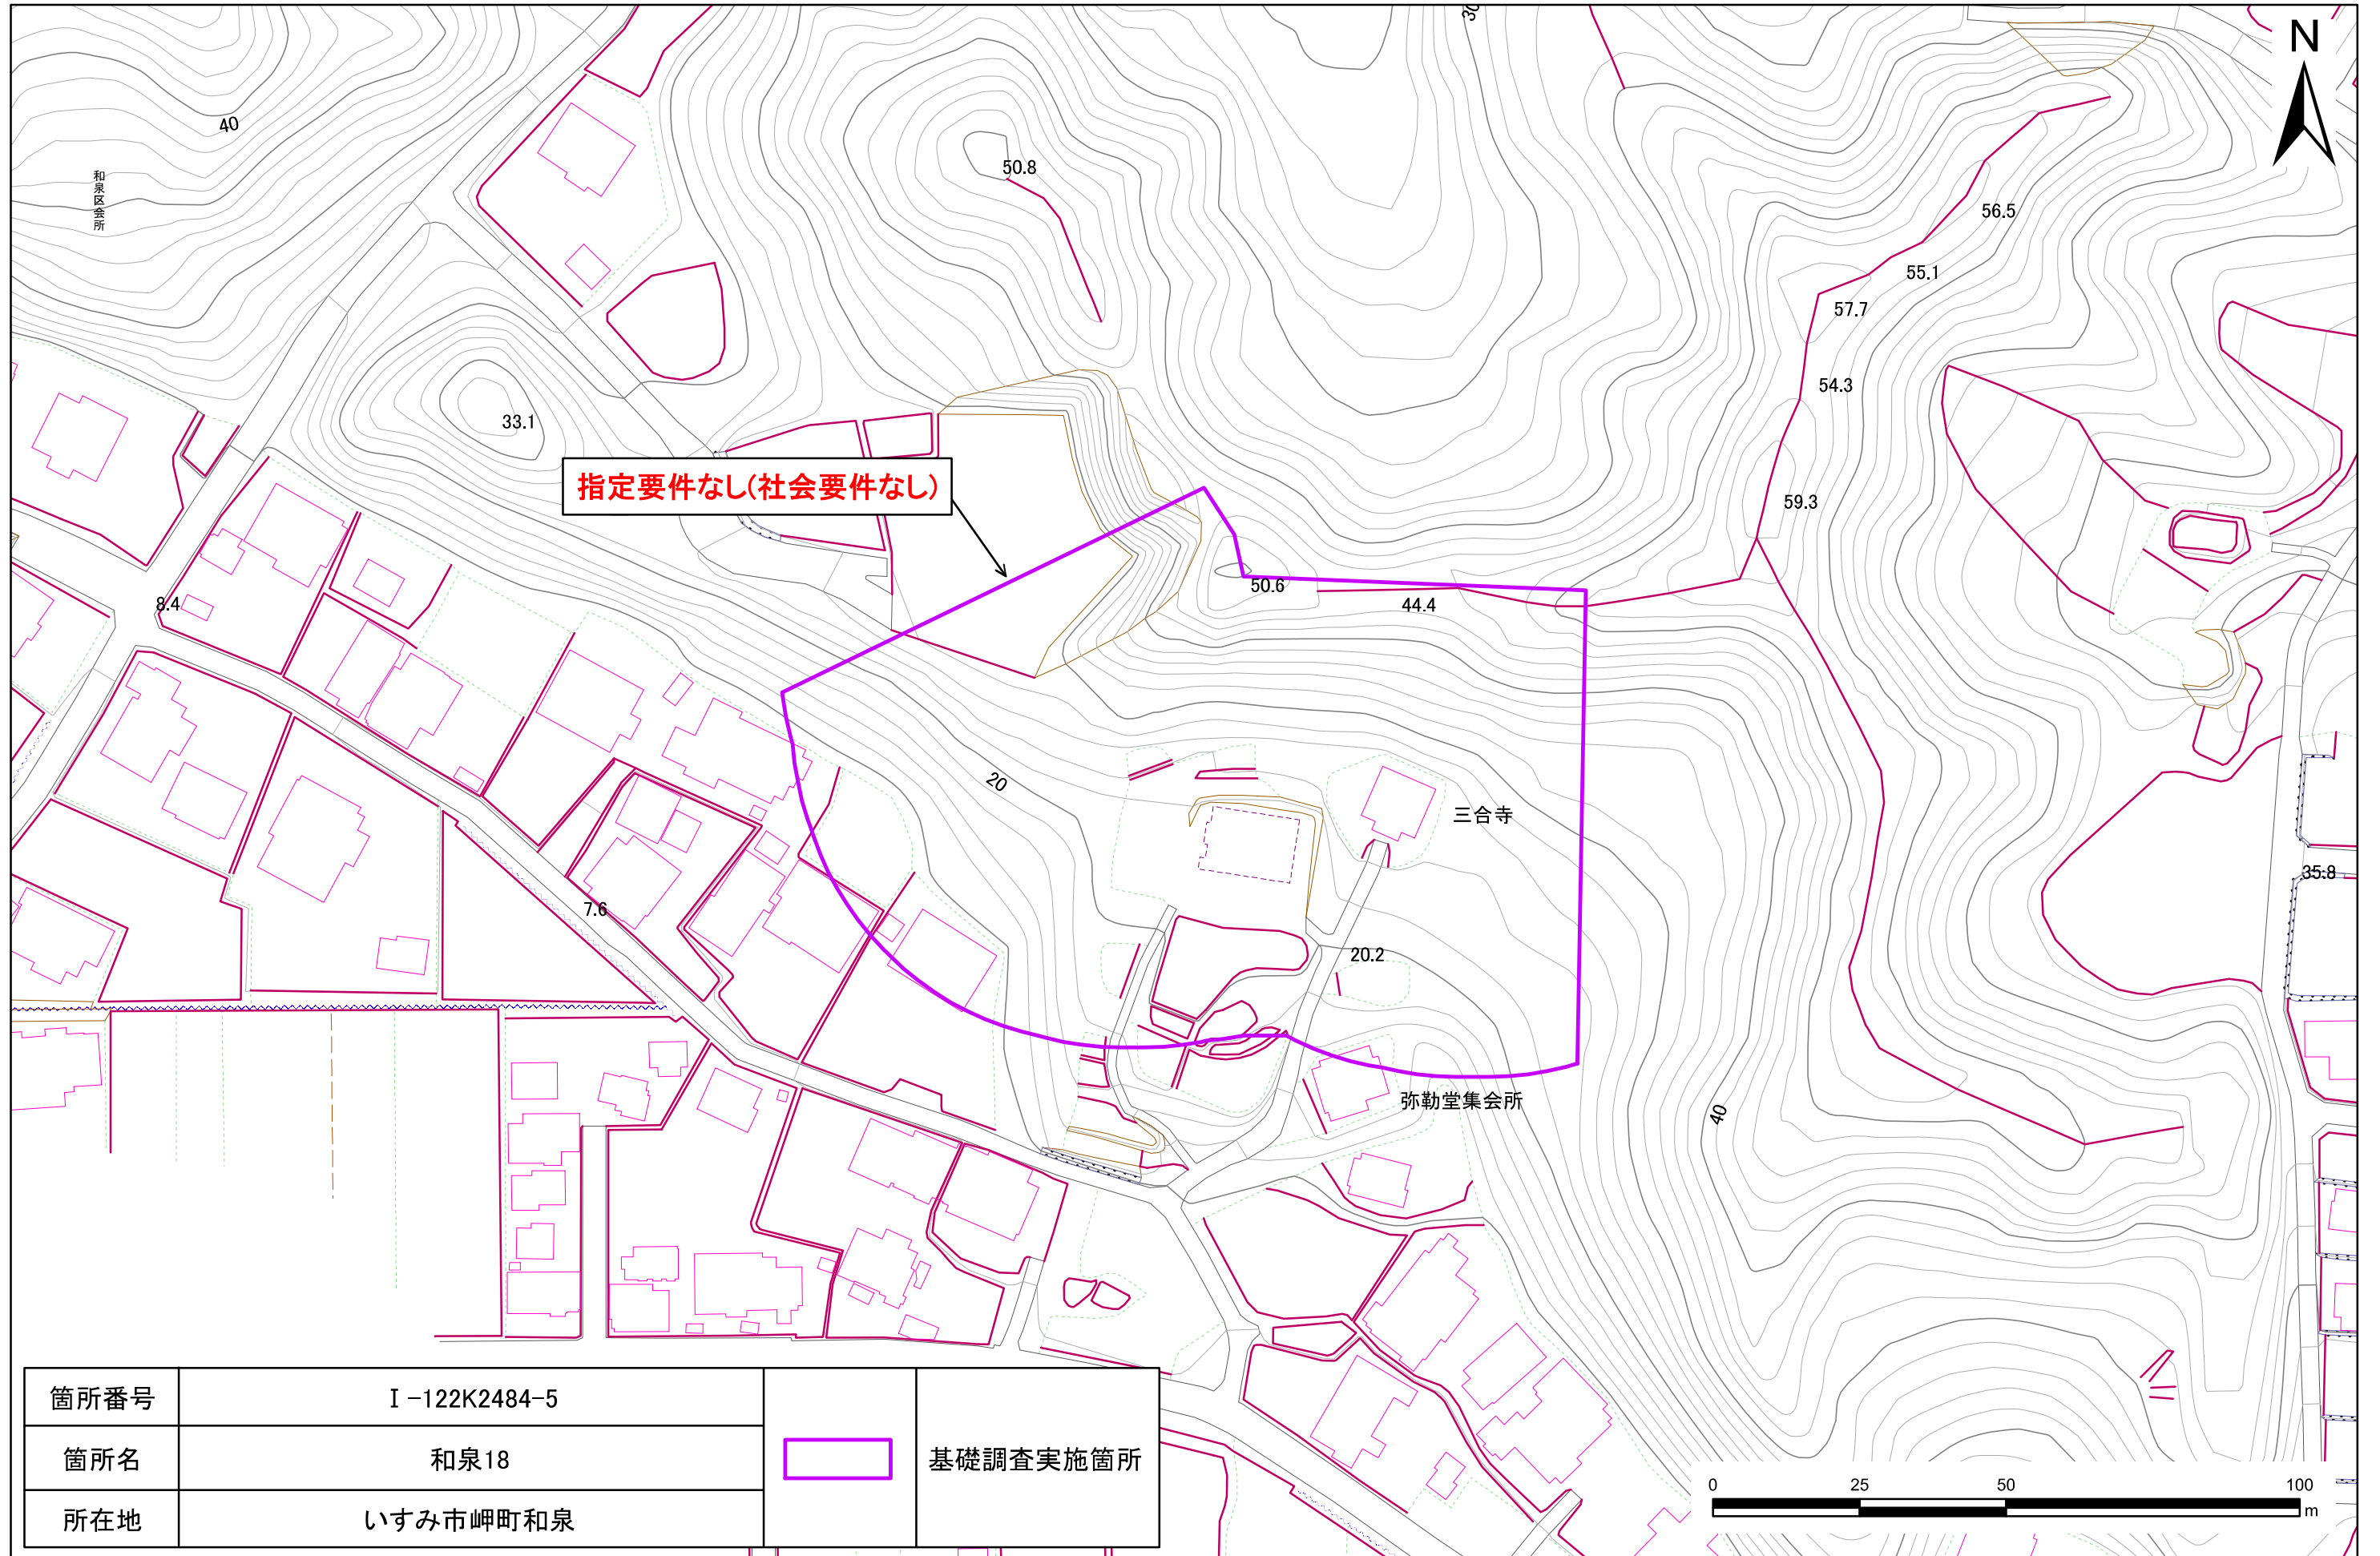 30
N
40
50.8
和泉区会所
56.5
55.1
57.7
54.3
33.1
指定要件なし(社会要件なし)
59.3
50.6
44.4
8.4
20
三合寺
35.8
7.6
20.2
弥勒堂集会所
40
箇所番号 Ⅰ-122K2484-5
箇所名 和泉18
所在地 いすみ市岬町和泉
基礎調査実施箇所
0 25 50 100
m